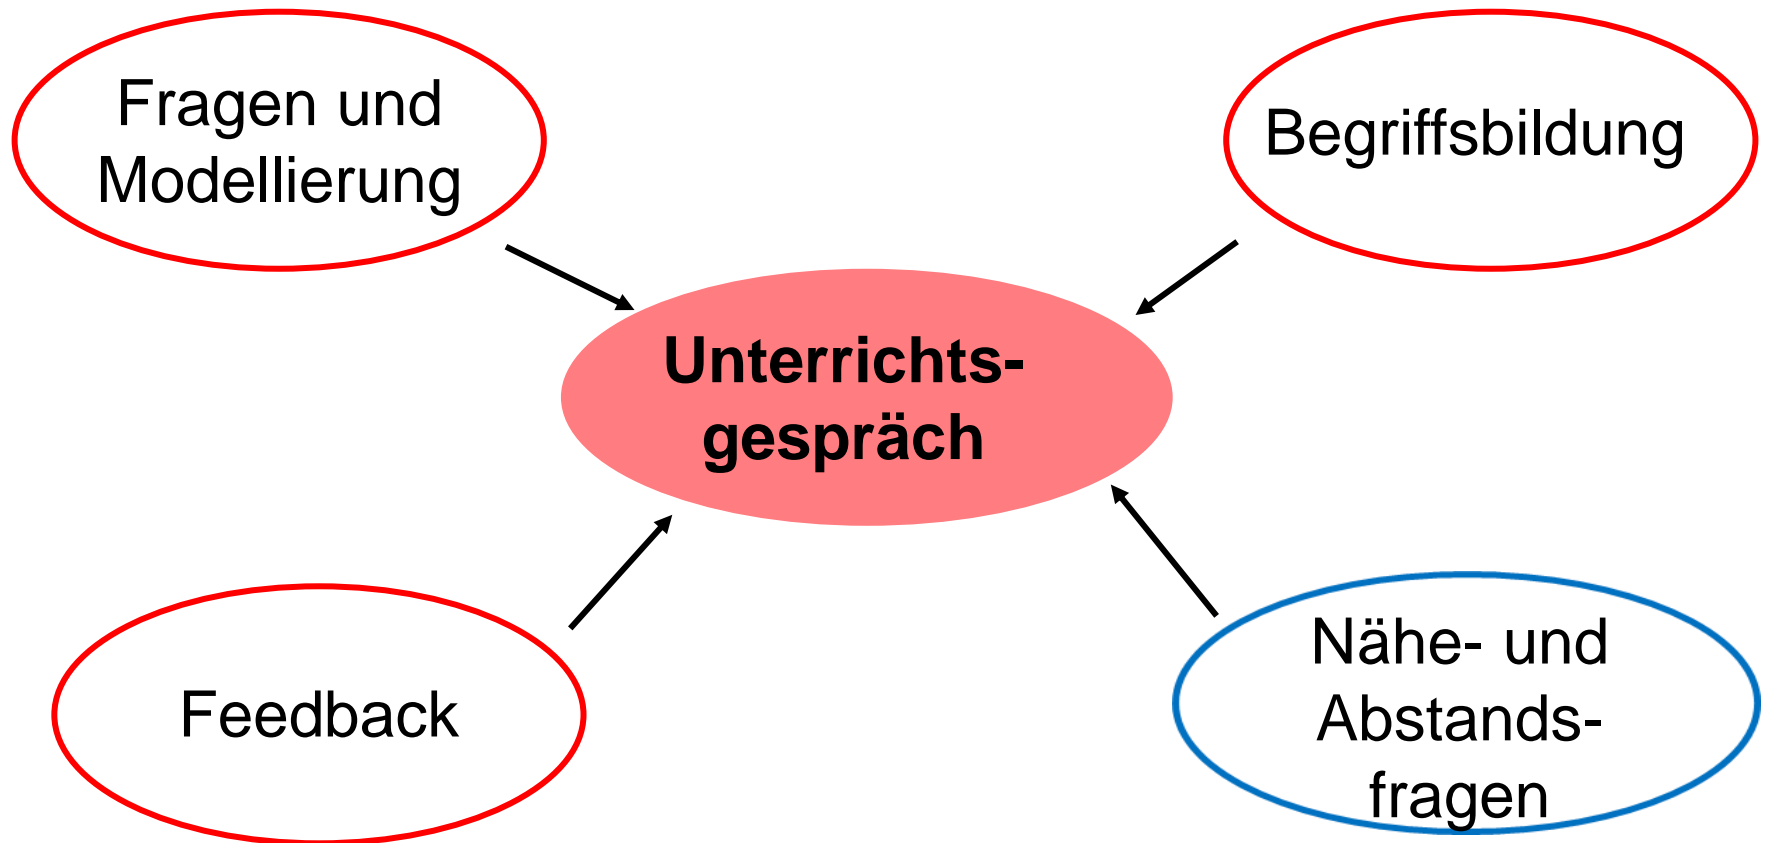 Fragen und
Modellierung
Begriffsbildung
Unterrichts-
gespräch
Feedback
Nähe- und
Abstands-
fragen